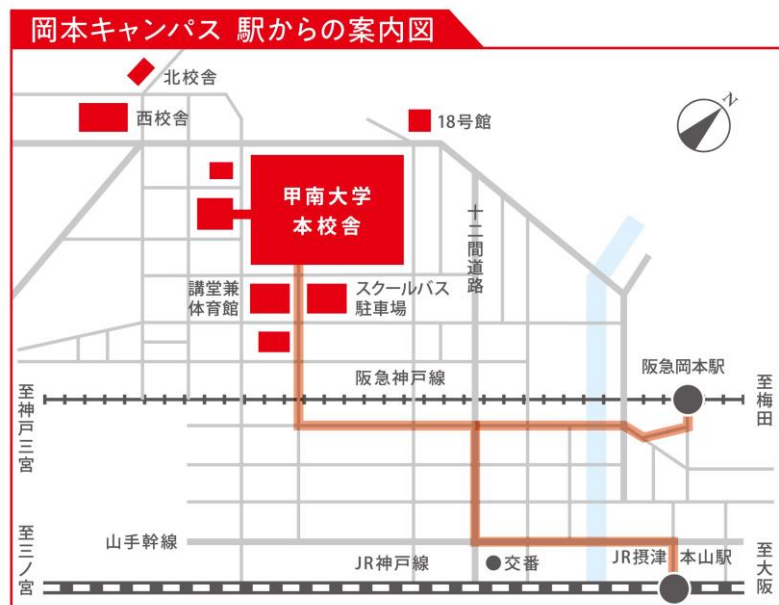 岡本キャンパス 駅からの案内図
北校舎
西校舎
18号館
N
甲南大学
本校舎
十二間道路
講堂兼
体育館
スクールバス
駐車場
阪急神戸線
阪急岡本駅
至神戸三宮
至梅田
山手幹線
JR神戸線
交番
JR摂津本山駅
至三ノ宮
至大阪